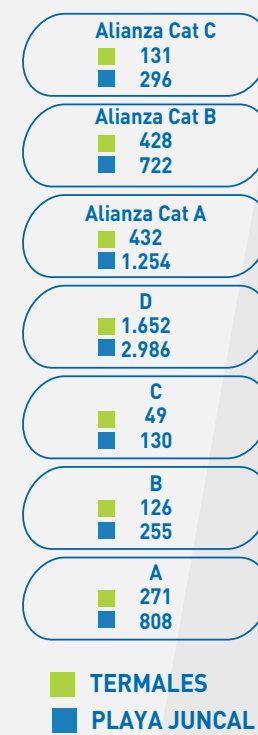 Alianza Cat C
131
296
Alianza Cat B
428
722
Alianza Cat A
432
1.254
D
1.652
2.986
C
49
130
B
126
255
A
271
808
TERMALES
PLAYA JUNCAL